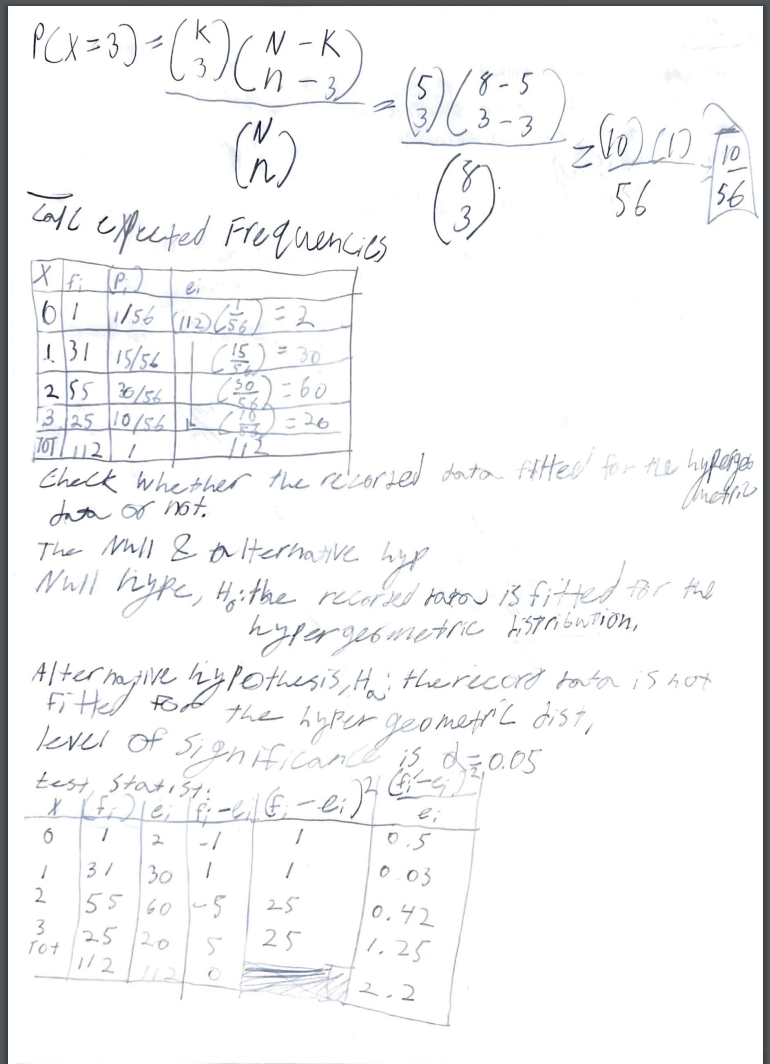 P(X=3) = (K 3)(N-K n-3) / (N n) = (5 3)(8-5 3-3) / (8 3) = (10)(1) / 56 = 10/56
Calc expected Frequencies
X fi (Pi) ei
0 1 1/56 (112)(1/56) = 2
1 31 15/56 (15/56) = 30
2 55 30/56 (30/56) = 60
3 25 10/56 (10/56) = 20
TOT 112 1 112
Check whether the recorded data fitted for the hypergeo
metric
data or not.
The Null & alternative hyp
Null hype, H₀: the recorded is fitted for the
hypergeometric distribution,
Alternative hypothesis, Hₐ: the record data is not
fitted for the hyper geometric dist,
level of significance is α = 0.05
test, statist:
X (fi) ei fi-ei (fi-ei)² (fi-ei)²/ei
0 1 2 -1 1 0.5
1 31 30 1 1 0.03
2 55 60 -5 25 0.42
3 25 20 5 25 1.25
Tot 112 112 0 2.2